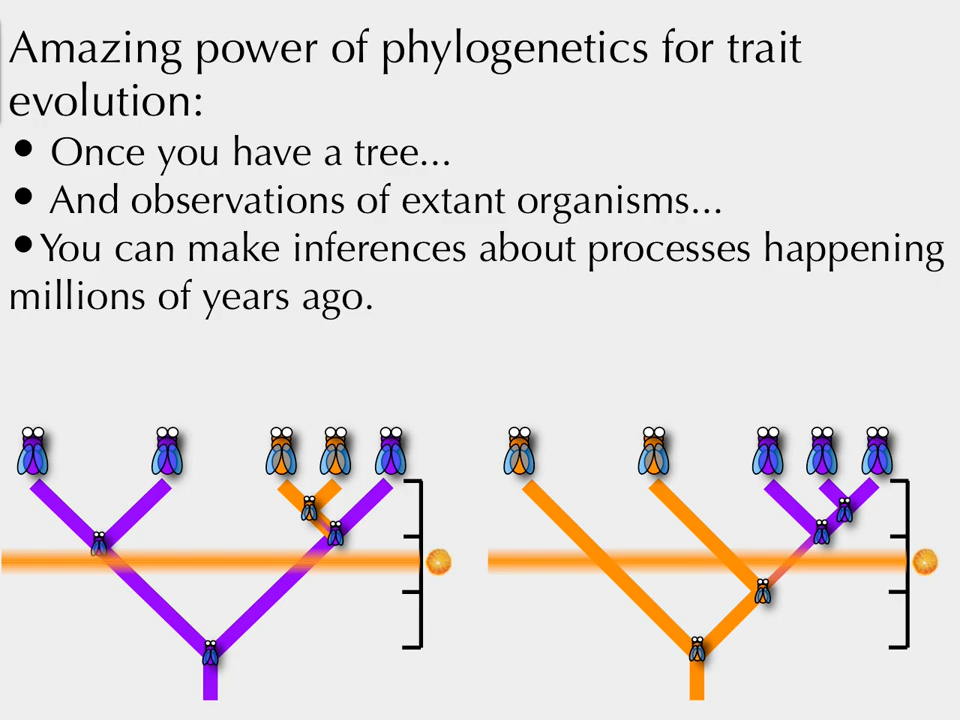 Amazing power of phylogenetics for trait
evolution:
• Once you have a tree...
• And observations of extant organisms...
•You can make inferences about processes happening
millions of years ago.